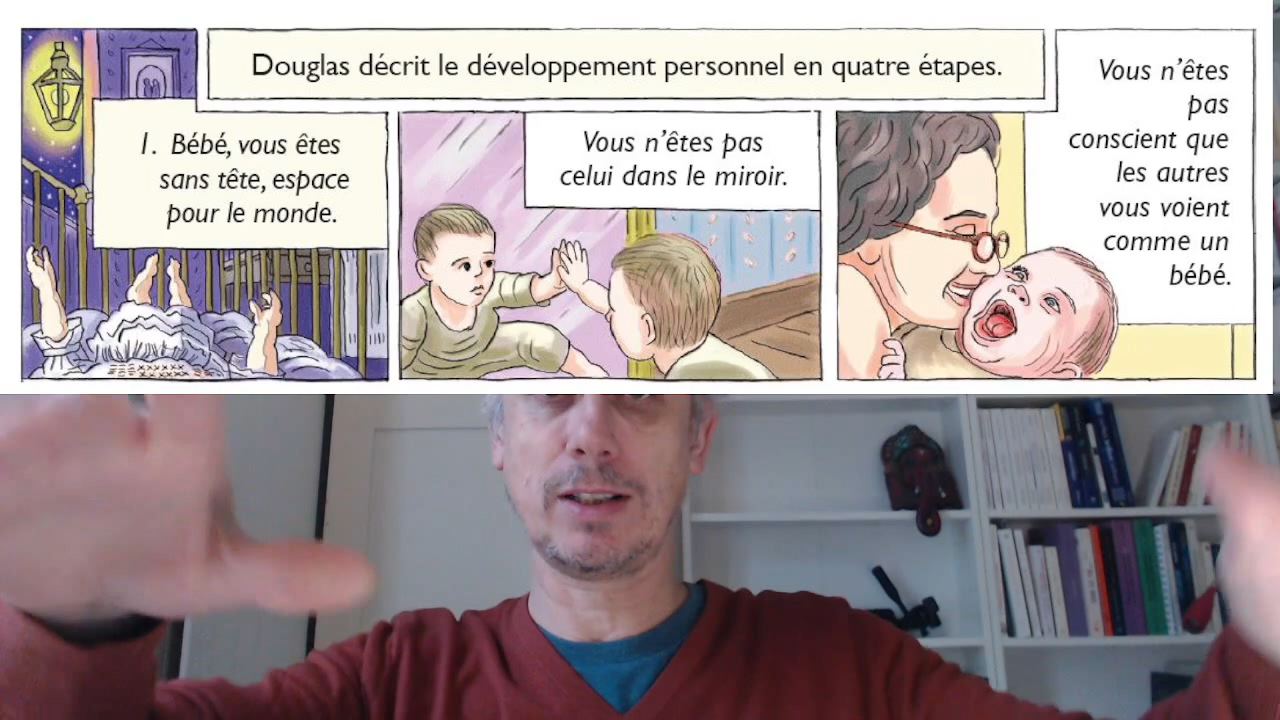 Douglas décrit le développement personnel en quatre étapes.
1. Bébé, vous êtes
sans tête, espace
pour le monde.
Vous n'êtes pas
celui dans le miroir.
Vous n'êtes
pas
conscient que
les autres
vous voient
comme un
bébé.